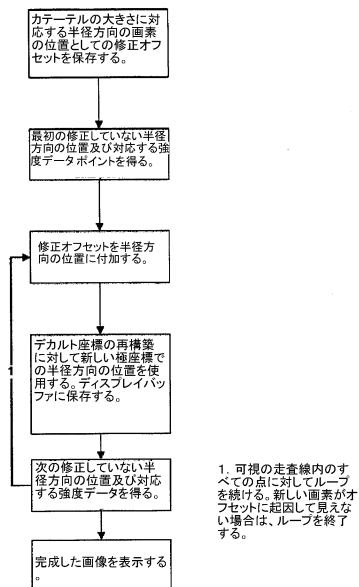 カテーテルの大きさに対
応する半径方向の画素
の位置としての修正オフ
セットを保存する。
最初の修正していない半径
方向の位置及び対応する強
度データポイントを得る。
修正オフセットを半径方
向の位置に付加する。
デカルト座標の再構築
に対して新しい極座標で
の半径方向の位置を使
用する。ディスプレイバッ
ファに保存する。
1
次の修正していない半
径方向の位置及び対応
する強度データを得る。
1. 可視の走査線内のす
べての点に対してループ
を続ける。新しい画素がオ
フセットに起因して見えな
い場合は、ループを終了
する。
完成した画像を表示する
。